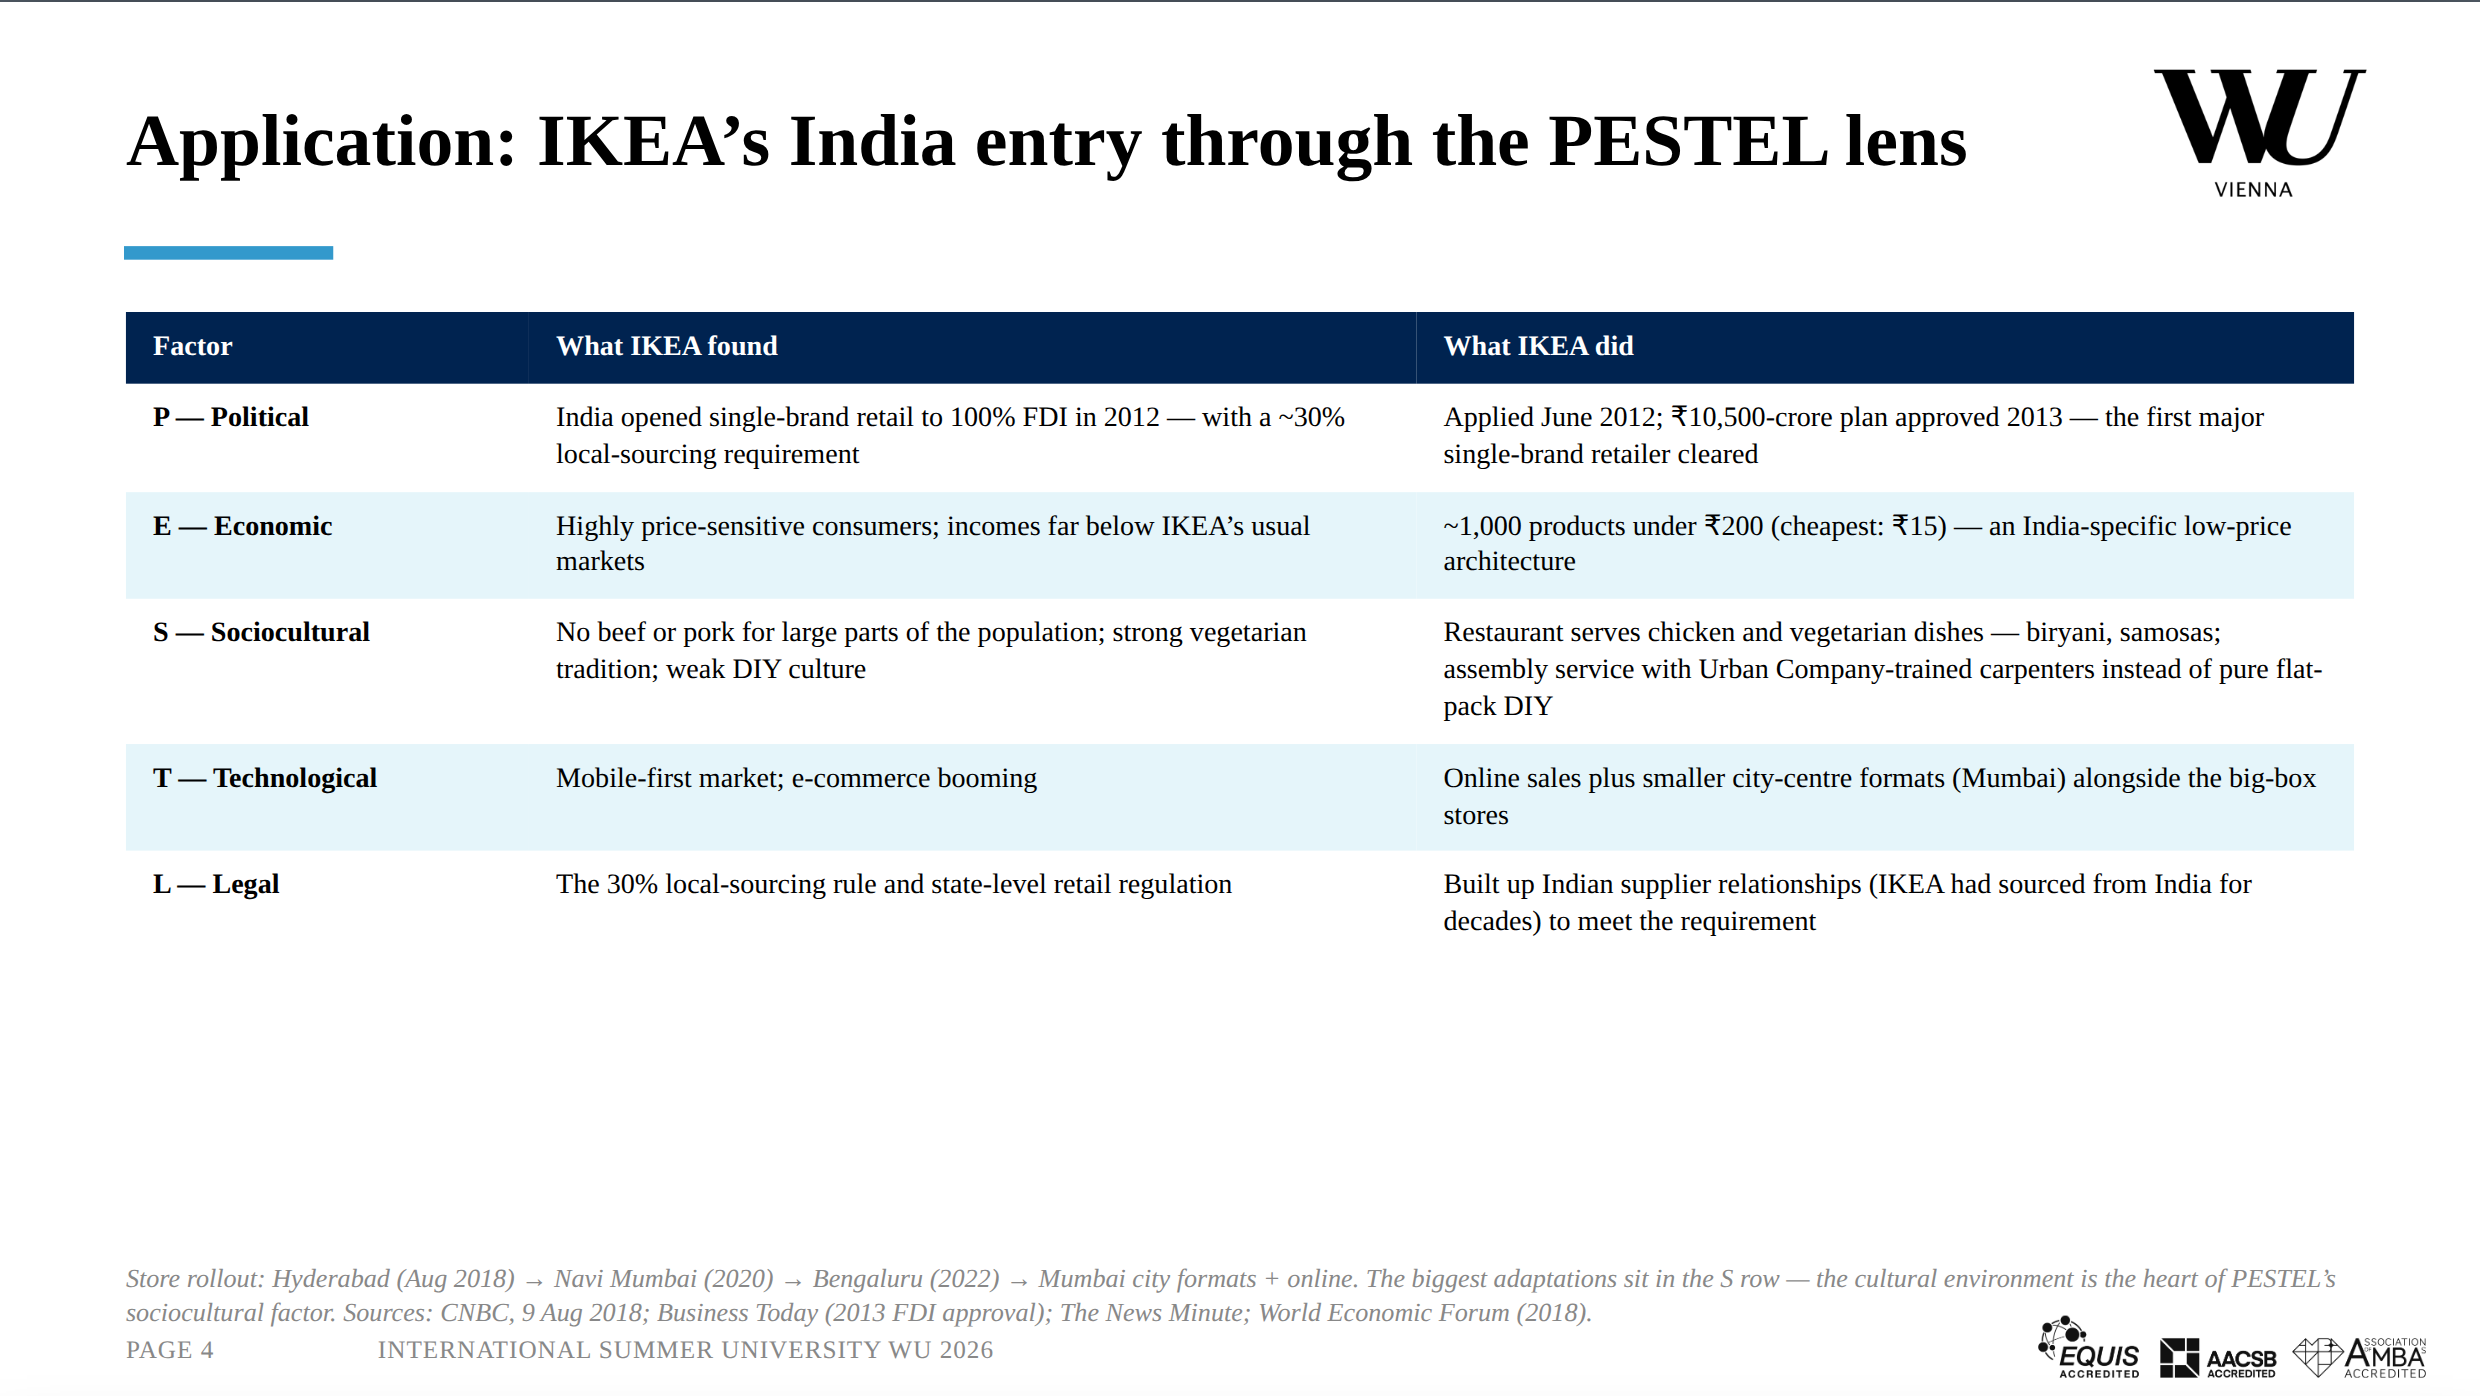 Application: IKEA’s India entry through the PESTEL lens
WU
VIENNA
Factor
What IKEA found
What IKEA did
P — Political
India opened single-brand retail to 100% FDI in 2012 — with a ~30%
local-sourcing requirement
Applied June 2012; ₹10,500-crore plan approved 2013 — the first major
single-brand retailer cleared
E — Economic
Highly price-sensitive consumers; incomes far below IKEA’s usual
markets
~1,000 products under ₹200 (cheapest: ₹15) — an India-specific low-price
architecture
S — Sociocultural
No beef or pork for large parts of the population; strong vegetarian
tradition; weak DIY culture
Restaurant serves chicken and vegetarian dishes — biryani, samosas;
assembly service with Urban Company-trained carpenters instead of pure flat-
pack DIY
T — Technological
Mobile-first market; e-commerce booming
Online sales plus smaller city-centre formats (Mumbai) alongside the big-box
stores
L — Legal
The 30% local-sourcing rule and state-level retail regulation
Built up Indian supplier relationships (IKEA had sourced from India for
decades) to meet the requirement
Store rollout: Hyderabad (Aug 2018) → Navi Mumbai (2020) → Bengaluru (2022) → Mumbai city formats + online. The biggest adaptations sit in the S row — the cultural environment is the heart of PESTEL’s
sociocultural factor. Sources: CNBC, 9 Aug 2018; Business Today (2013 FDI approval); The News Minute; World Economic Forum (2018).
PAGE 4
INTERNATIONAL SUMMER UNIVERSITY WU 2026
EQUIS
ACCREDITED
AACSB
ACCREDITED
ASSOCIATION
OF MBAS
ACCREDITED